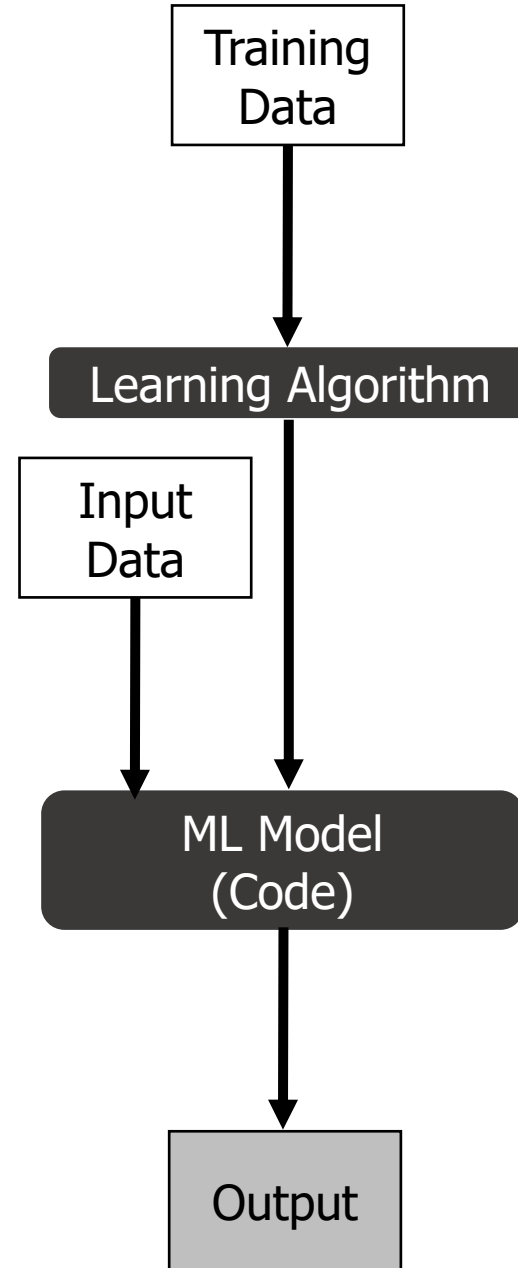 Training
Data
Learning Algorithm
Input
Data
ML Model
(Code)
Output